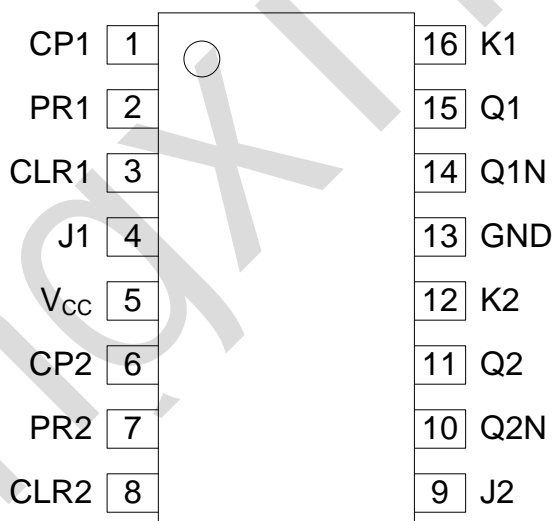 CP1 1 16 K1
PR1 2 15 Q1
CLR1 3 14 Q1N
J1 4 13 GND
VCC 5 12 K2
CP2 6 11 Q2
PR2 7 10 Q2N
CLR2 8 9 J2